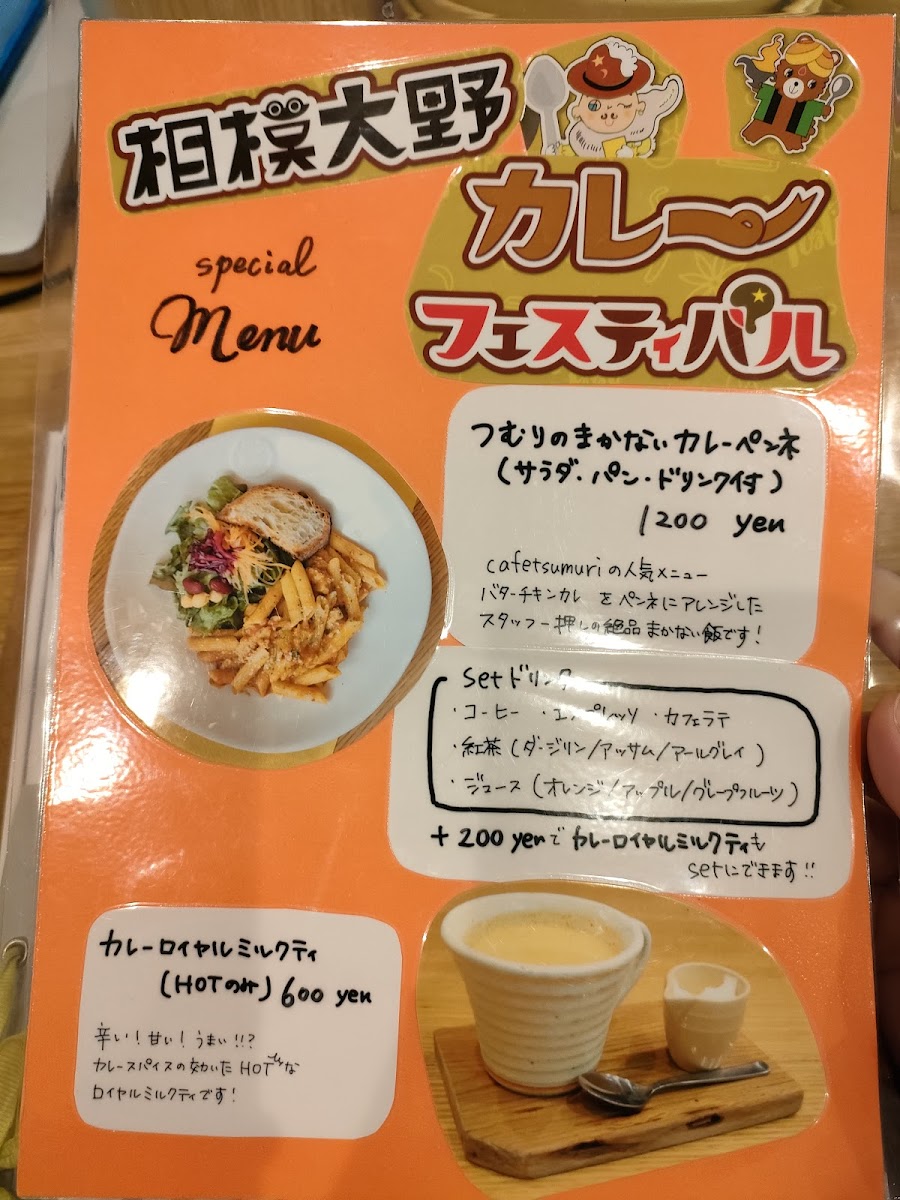 相模大野
カレー
フェスティバル
special
Menu
つむりのまかないカレーペンネ
(サラダ・パン・ドリンク付)
1200 yen
cafetsumuriの人気メニュー
バターチキンカレ を ペンネにアレンジした
スタッフ一押しの絶品まかない飯です!
setドリンク
・コーヒー ・エスプレッソ ・カフェラテ
・紅茶(ダージリン/アッサム/アールグレイ)
・ジュース(オレンジ/アップル/グレープフルーツ)
+200 yenで カレーロイヤルミルクティも
setにできます!!
カレーロイヤルミルクティ
(HOTのみ) 600 yen
辛い!甘い!うまい!!?
カレースパイスの効いた HOTな
ロイヤルミルクティです!